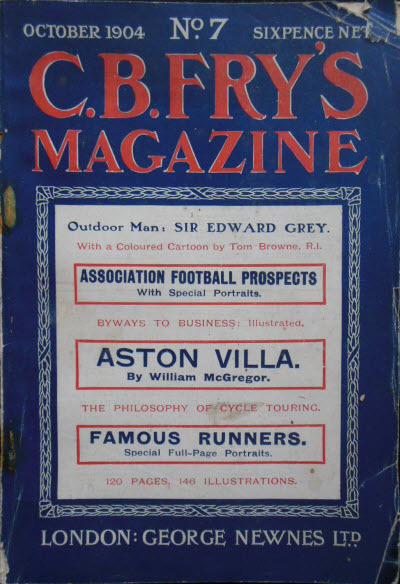 OCTOBER 1904 No. 7 SIXPENCE NET
C.B. FRY'S
MAGAZINE
Outdoor Man: SIR EDWARD GREY.
With a Coloured Cartoon by Tom Browne, R.I.
ASSOCIATION FOOTBALL PROSPECTS
With Special Portraits.
BYWAYS TO BUSINESS: Illustrated.
ASTON VILLA.
By William McGregor.
THE PHILOSOPHY OF CYCLE TOURING.
FAMOUS RUNNERS.
Special Full-Page Portraits.
120 PAGES, 146 ILLUSTRATIONS.
LONDON: GEORGE NEWNES LTD